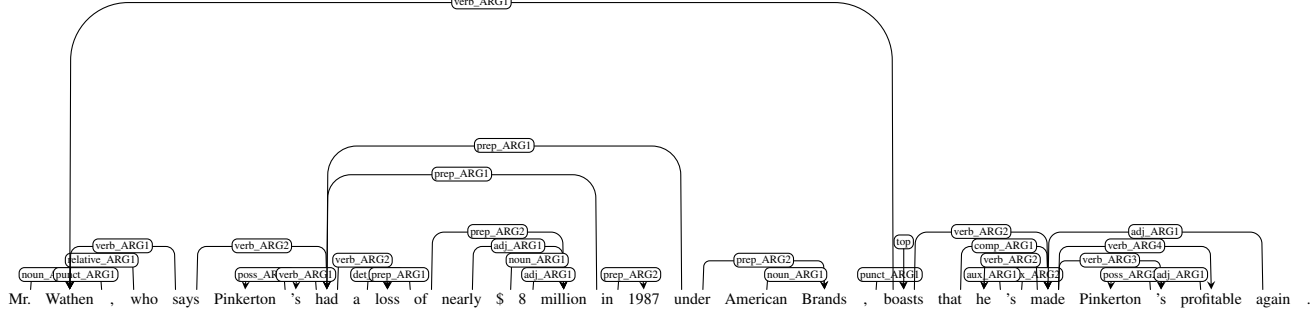 verb_ARG1
prep_ARG1
prep_ARG1
prep_ARG2 verb_ARG2 adj_ARG1
top
verb_ARG1 verb_ARG2 adj_ARG1 comp_ARG1 verb_ARG4
relative_ARG1 verb_ARG2 noun_ARG1 prep_ARG2 verb_ARG2 verb_ARG3
punct_ARG1 verb_ARG1 prep_ARG1 adj_ARG1 prep_ARG2 noun_ARG1 punct_ARG1 aux_ARG1 adj_ARG1
Mr. Wathen , who says Pinkerton 's had a loss of nearly $ 8 million in 1987 under American Brands , boasts that he 's made Pinkerton 's profitable again .